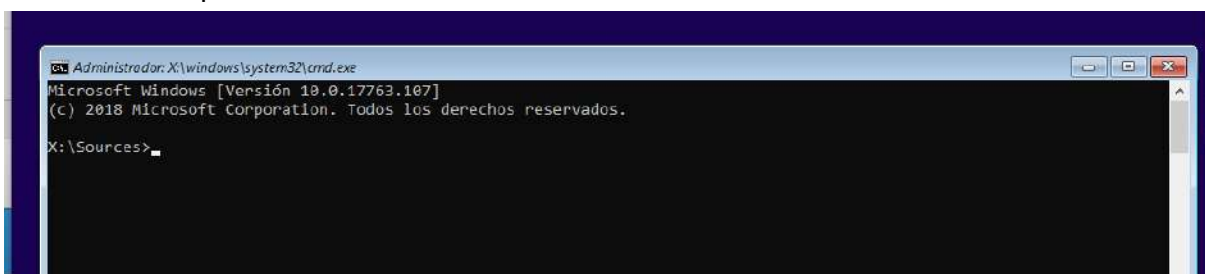 Administrador: X:\windows\system32\cmd.exe
Microsoft Windows [Versión 10.0.17763.107]
(c) 2018 Microsoft Corporation. Todos los derechos reservados.
X:\Sources>